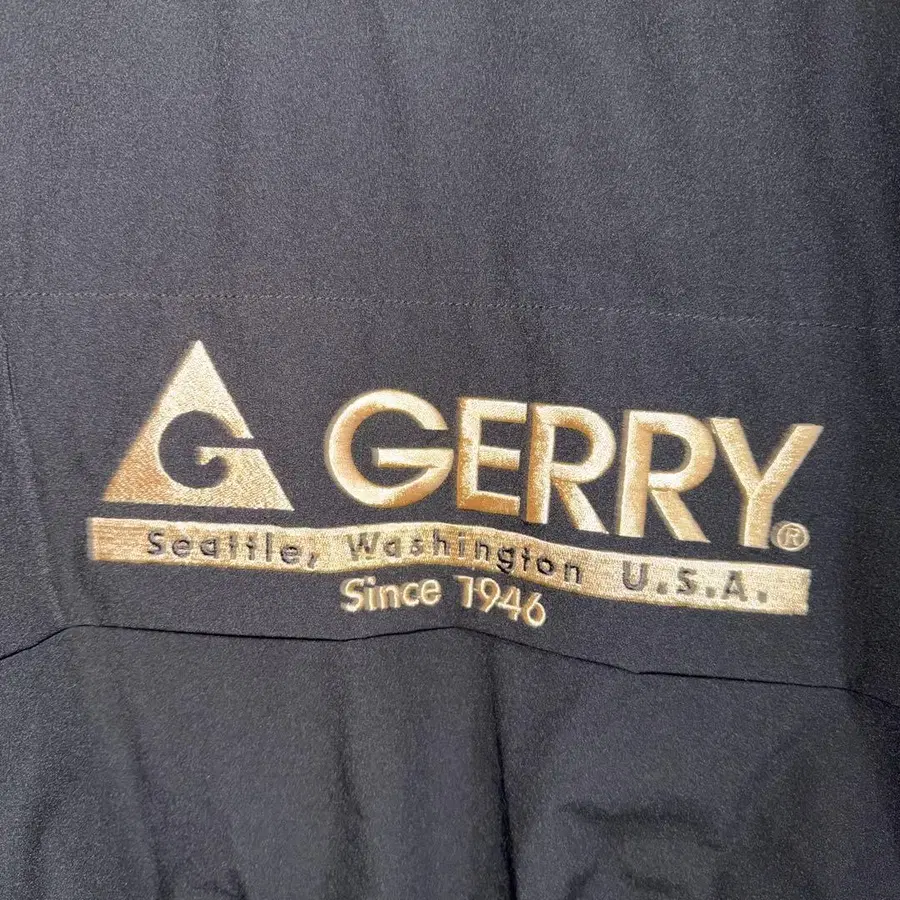 G GERRY®
Seattle, Washington U.S.A.
Since 1946